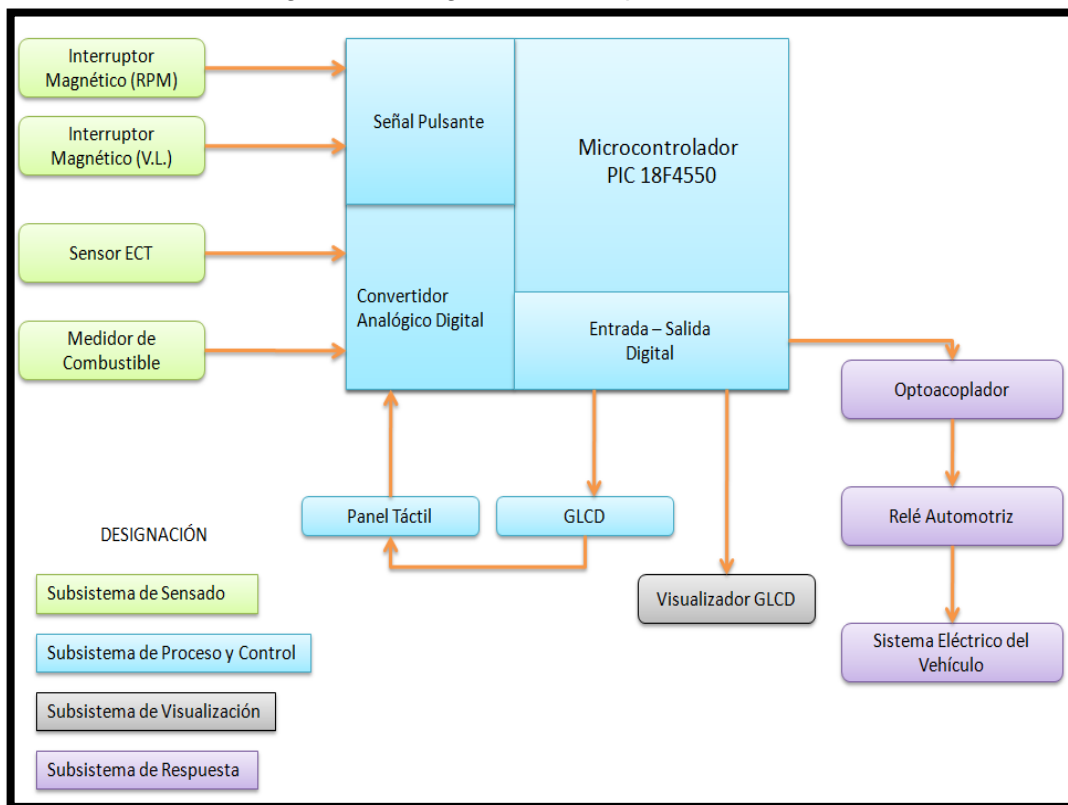 Interruptor
Magnético (RPM)
Interruptor
Magnético (V.L.)
Sensor ECT
Medidor de
Combustible
Señal Pulsante
Convertidor
Analógico Digital
Microcontrolador
PIC 18F4550
Entrada – Salida
Digital
Optoacoplador
Relé Automotriz
Sistema Eléctrico del
Vehículo
Panel Táctil
GLCD
Visualizador GLCD
DESIGNACIÓN
Subsistema de Sensado
Subsistema de Proceso y Control
Subsistema de Visualización
Subsistema de Respuesta